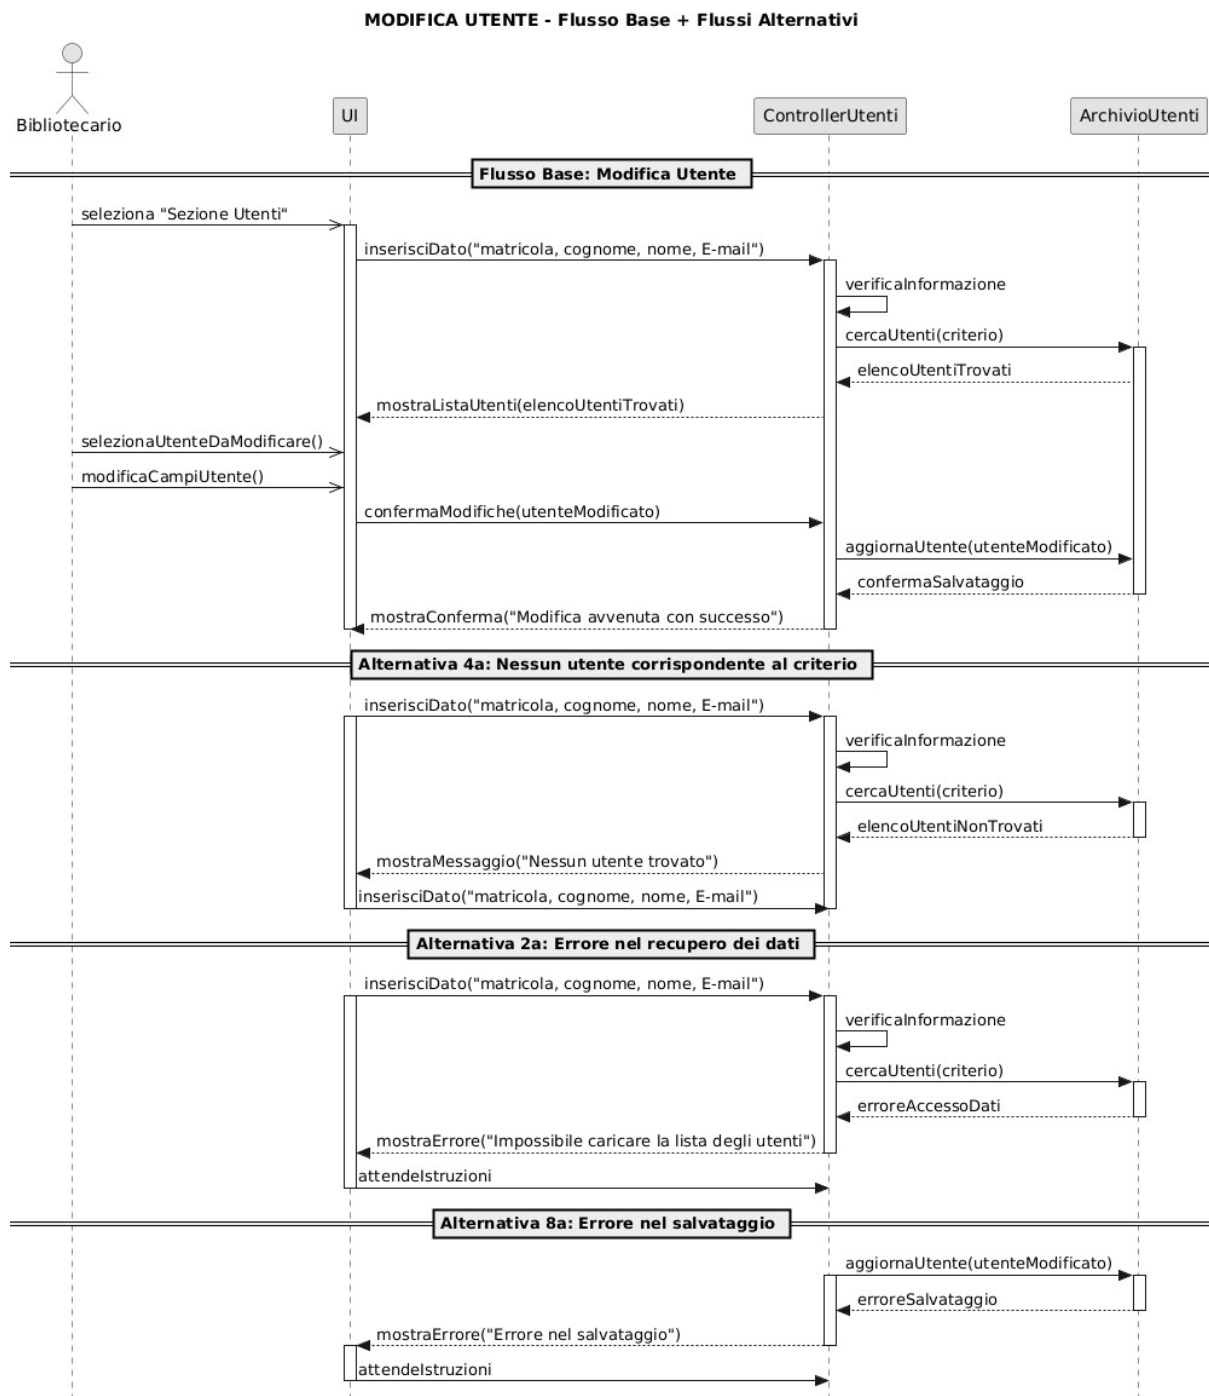 MODIFICA UTENTE - Flusso Base + Flussi Alternativi
Bibliotecario
UI
ControllerUtenti
ArchivioUtenti
Flusso Base: Modifica Utente
seleziona "Sezione Utenti"
inserisciDato("matricola, cognome, nome, E-mail")
verificaInformazione
cercaUtenti(criterio)
elencoUtentiTrovati
mostraListaUtenti(elencoUtentiTrovati)
selezionaUtenteDaModificare()
modificaCampiUtente()
confermaModifiche(utenteModificato)
aggiornaUtente(utenteModificato)
confermaSalvataggio
mostraConferma("Modifica avvenuta con successo")
Alternativa 4a: Nessun utente corrispondente al criterio
inserisciDato("matricola, cognome, nome, E-mail")
verificaInformazione
cercaUtenti(criterio)
elencoUtentiNonTrovati
mostraMessaggio("Nessun utente trovato")
inserisciDato("matricola, cognome, nome, E-mail")
Alternativa 2a: Errore nel recupero dei dati
inserisciDato("matricola, cognome, nome, E-mail")
verificaInformazione
cercaUtenti(criterio)
erroreAccessoDati
mostraErrore("Impossibile caricare la lista degli utenti")
attendeIstruzioni
Alternativa 8a: Errore nel salvataggio
aggiornaUtente(utenteModificato)
erroreSalvataggio
mostraErrore("Errore nel salvataggio")
attendeIstruzioni